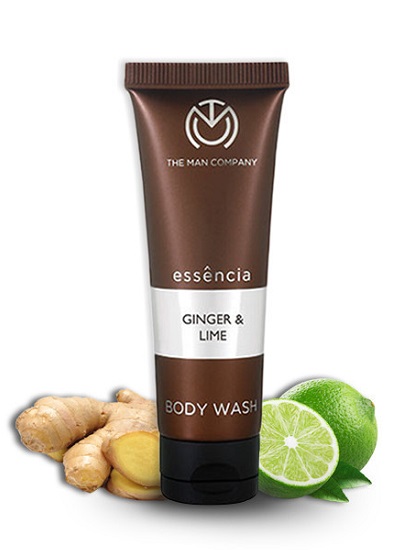 THE MAN COMPANY
essência
GINGER &
LIME
BODY WASH